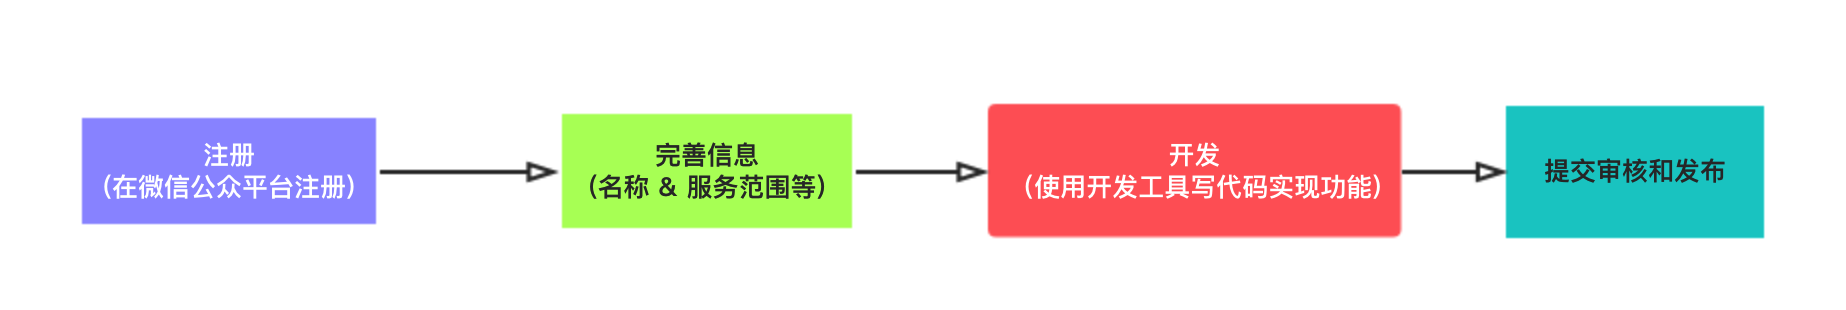 注册
（在微信公众平台注册）
完善信息
（名称 & 服务范围等）
开发
（使用开发工具写代码实现功能）
提交审核和发布